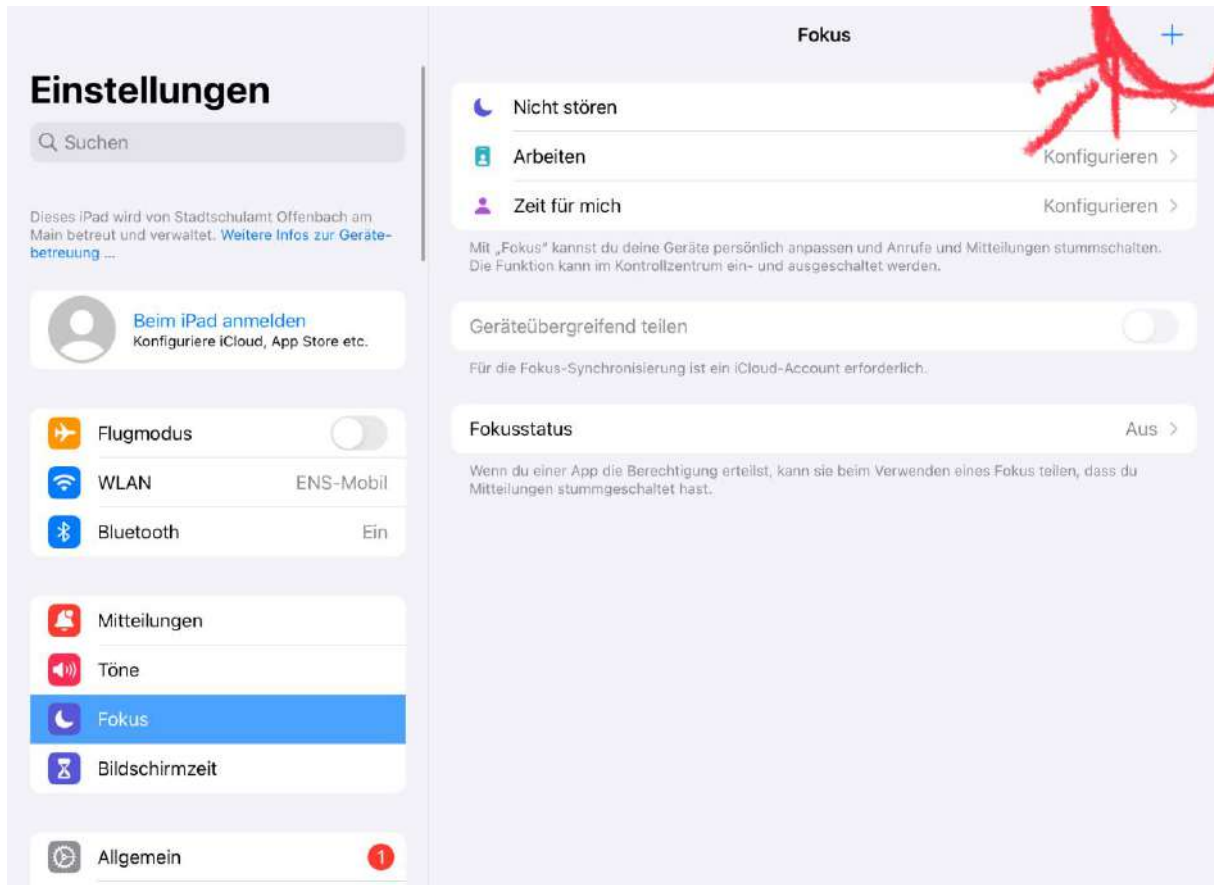 Einstellungen
Suchen
Dieses iPad wird von Stadtschulamt Offenbach am
Main betreut und verwaltet. Weitere Infos zur Geräte-
betreuung ...
Beim iPad anmelden
Konfiguriere iCloud, App Store etc.
Flugmodus
WLAN ENS-Mobil
Bluetooth Ein
Mitteilungen
Töne
Fokus
Bildschirmzeit
Allgemein 1
Fokus
Nicht stören
Arbeiten Konfigurieren
Zeit für mich Konfigurieren
Mit „Fokus“ kannst du deine Geräte persönlich anpassen und Anrufe und Mitteilungen stummschalten.
Die Funktion kann im Kontrollzentrum ein- und ausgeschaltet werden.
Geräteübergreifend teilen
Für die Fokus-Synchronisierung ist ein iCloud-Account erforderlich.
Fokusstatus Aus
Wenn du einer App die Berechtigung erteilst, kann sie beim Verwenden eines Fokus teilen, dass du
Mitteilungen stummgeschaltet hast.